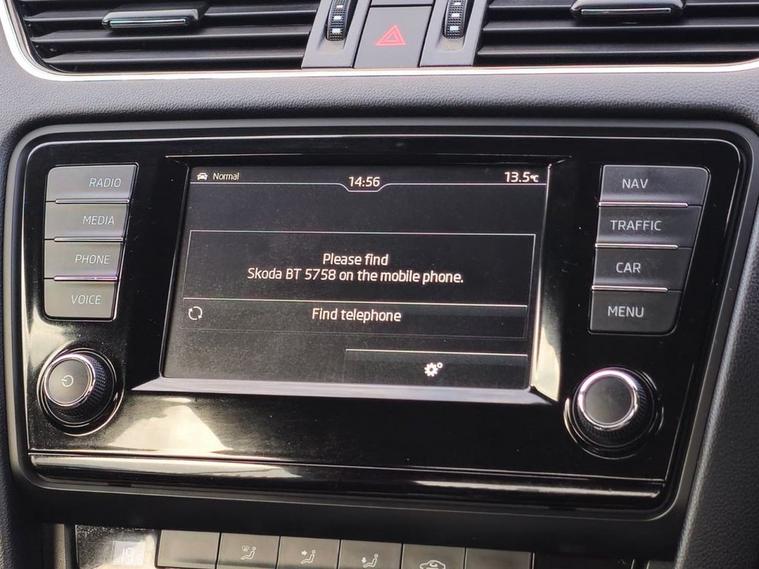 Normal 14:56 13.5°C
RADIO
MEDIA
PHONE
VOICE
Please find
Skoda BT 5758 on the mobile phone.
Find telephone
NAV
TRAFFIC
CAR
MENU